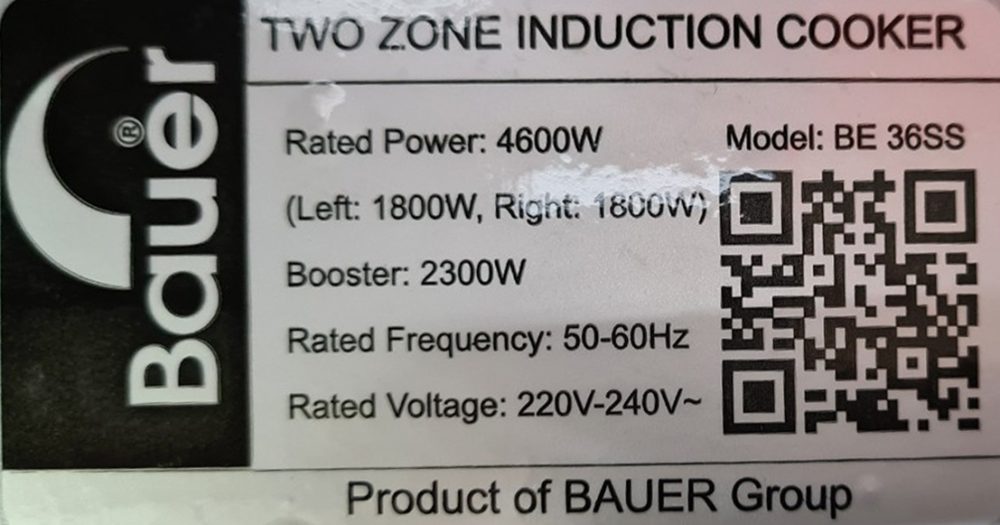 Bauer®
TWO ZONE INDUCTION COOKER
Rated Power: 4600W
Model: BE 36SS
(Left: 1800W, Right: 1800W)
Booster: 2300W
Rated Frequency: 50-60Hz
Rated Voltage: 220V-240V~
Product of BAUER Group